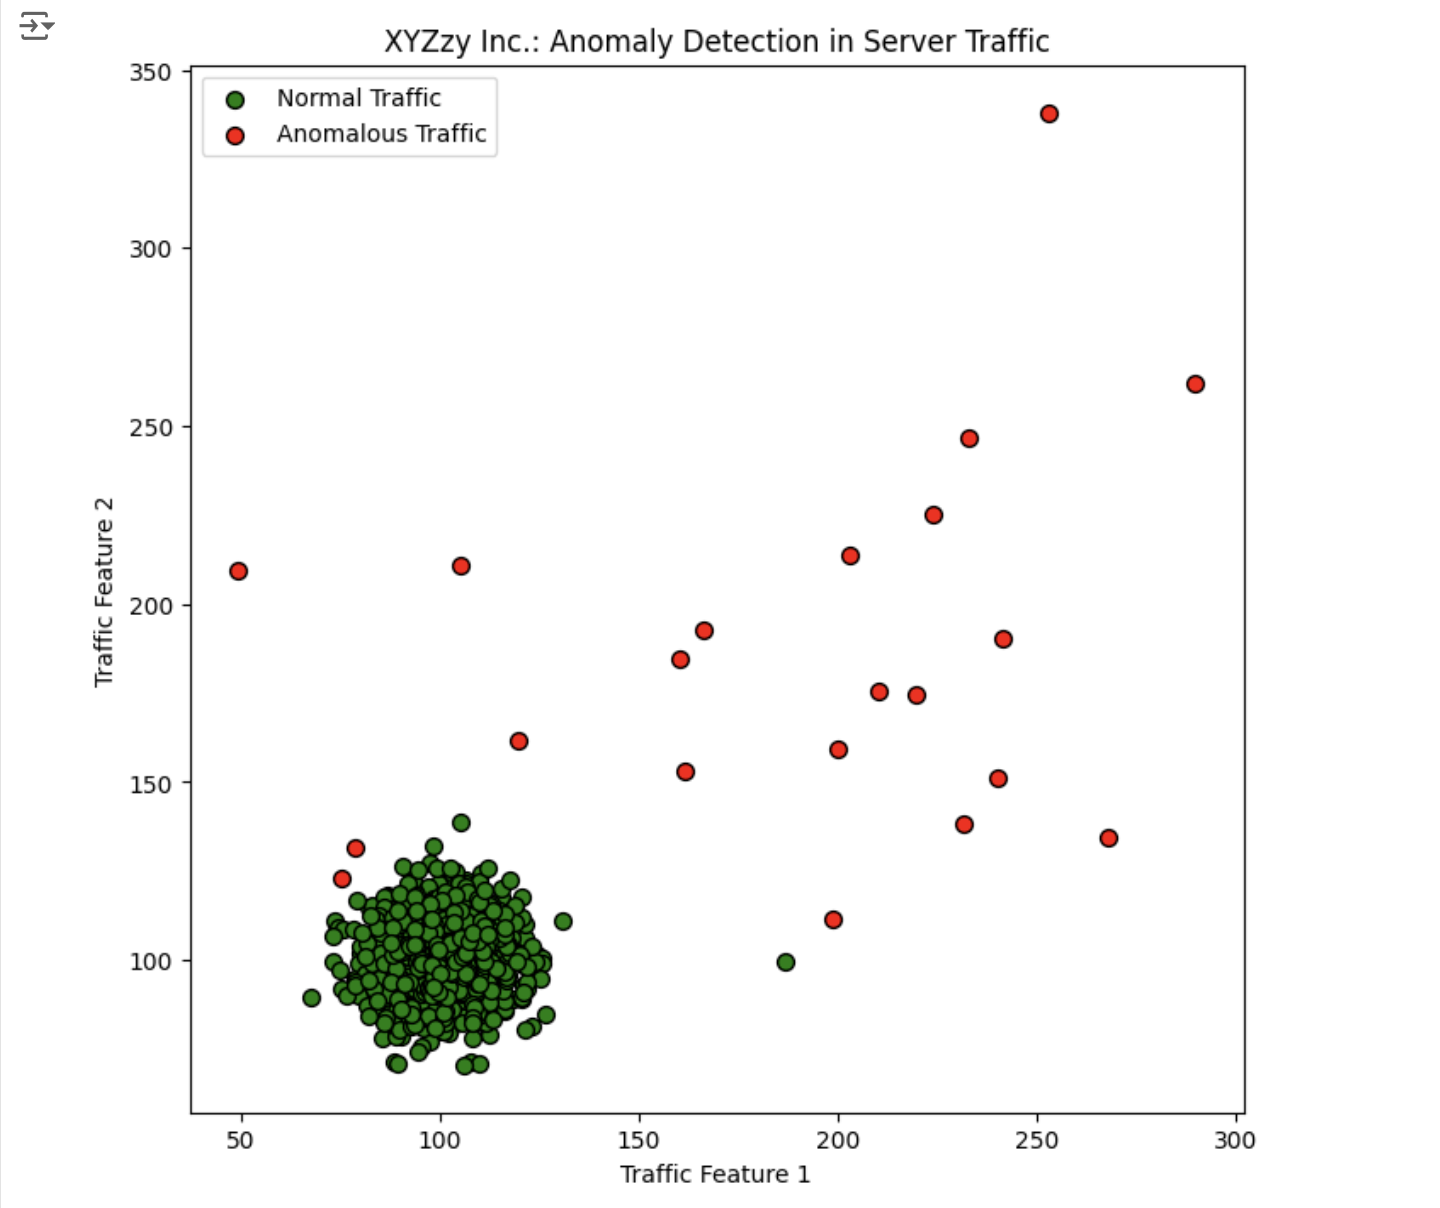 XYZzy Inc.: Anomaly Detection in Server Traffic
Normal Traffic
Anomalous Traffic
350
300
250
200
150
100
Traffic Feature 2
50
100
150
200
250
300
Traffic Feature 1